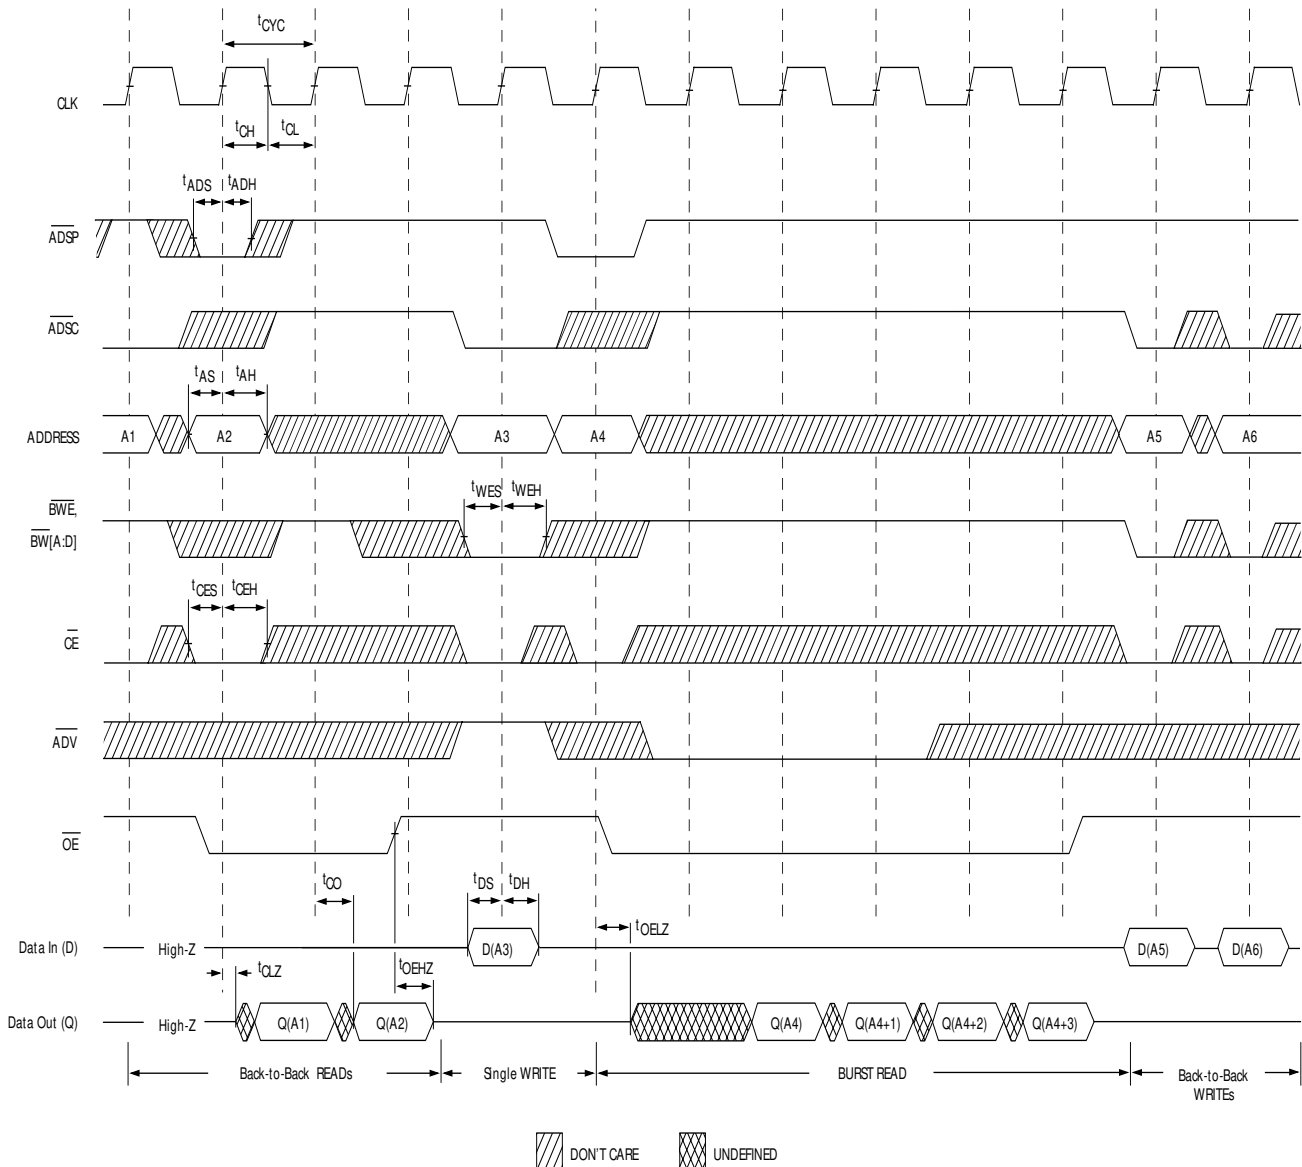 tCYC
CLK
tCH
tCL
tADS
tADH
ADSP
ADSC
tAS
tAH
ADDRESS
A1
A2
A3
A4
A5
A6
tWES
tWEH
BWE,
BW[A:D]
tCES
tCEH
CE
ADV
OE
tCO
tDS
tDH
tOELZ
Data In (D)
High-Z
D(A3)
D(A5)
D(A6)
tCLZ
tOEHZ
Data Out (Q)
High-Z
Q(A1)
Q(A2)
Q(A4)
Q(A4+1)
Q(A4+2)
Q(A4+3)
Back-to-Back READs
Single WRITE
BURST READ
Back-to-Back
WRITEs
DON'T CARE
UNDEFINED